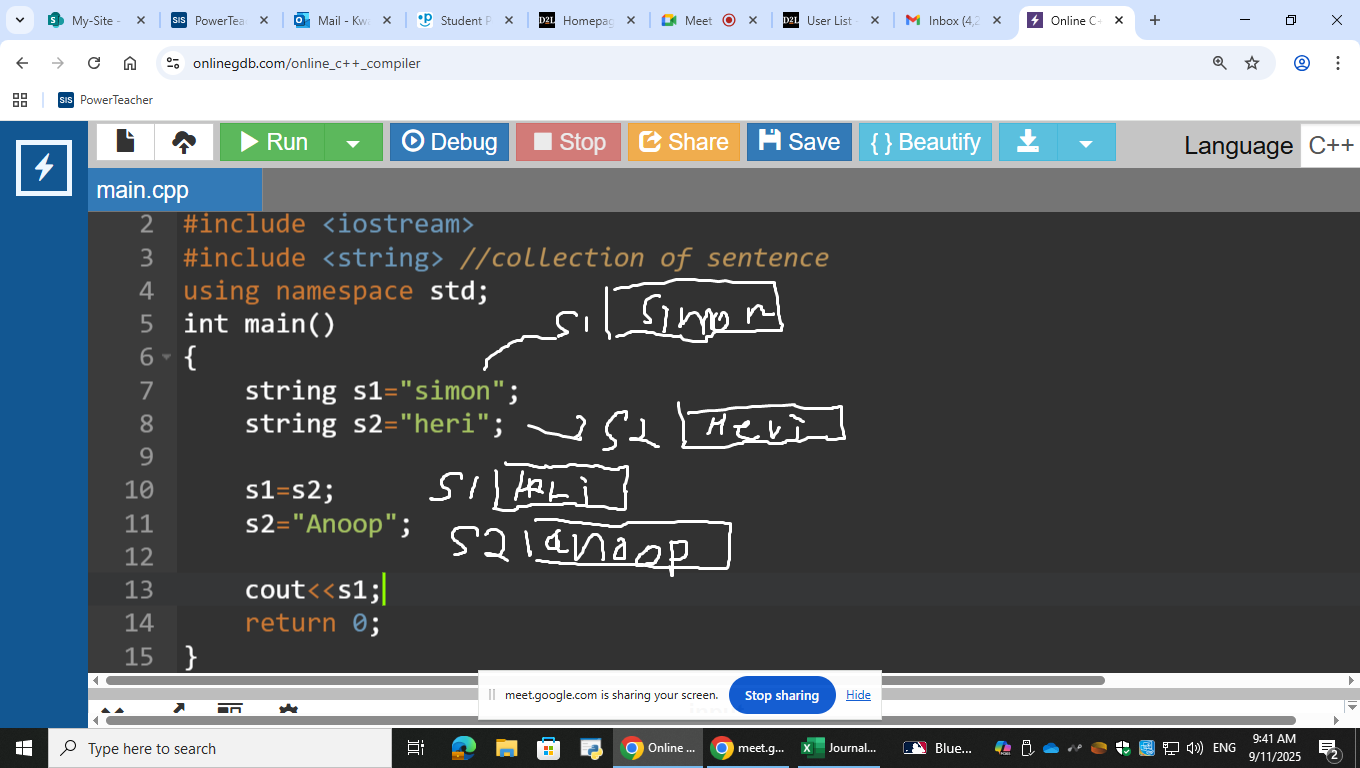 My-Site -
PowerTea
Mail - Kw
Student P
Homepag
Meet
User List -
Inbox (4,2
Online C+
onlinegdb.com/online_c++_compiler
SIS PowerTeacher
Run
Debug
Stop
Share
Save
{ } Beautify
Language C++
main.cpp
2 #include <iostream>
3 #include <string> //collection of sentence
4 using namespace std;
S1 Simon
5 int main()
6 {
7 string s1="simon";
8 string s2="heri";
S2 Heri
9
10 s1=s2;
S1 Heri
11 s2="Anoop";
S2 anoop
12
13 cout<<s1;
14 return 0;
15 }
meet.google.com is sharing your screen. Stop sharing Hide
Type here to search
Online ...
meet.g...
Journal...
Blue...
ENG
9:41 AM
9/11/2025
2